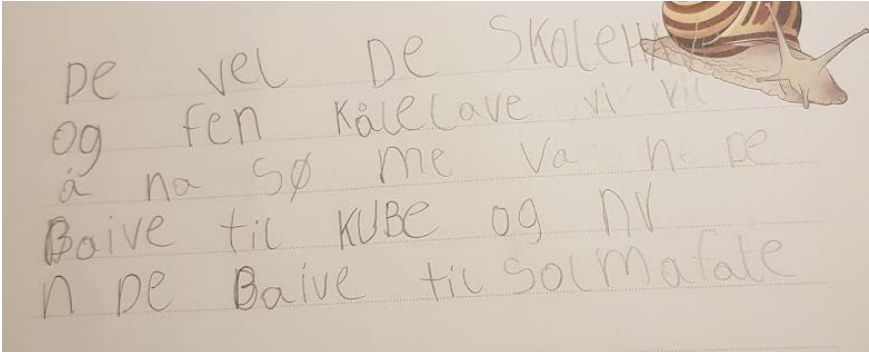 De vel De SKOLeHA
og fen Kålelave vi vil
å na sø me va n De
Baive til KUBe og nV
n De Baive til Solmafate